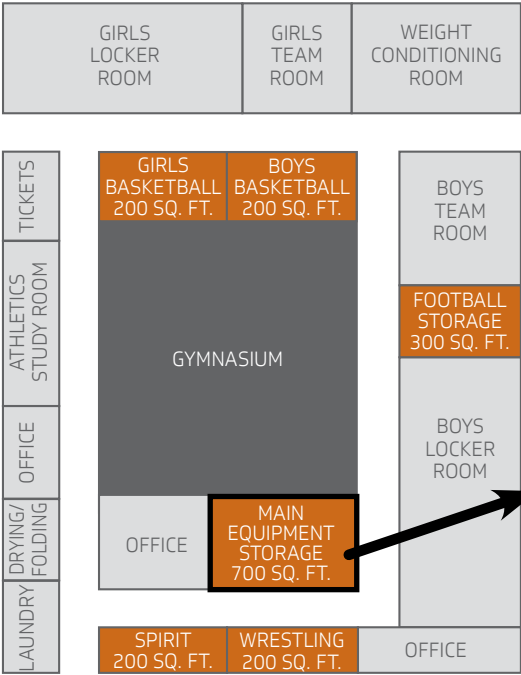 GIRLS
LOCKER
ROOM
GIRLS
TEAM
ROOM
WEIGHT
CONDITIONING
ROOM
TICKETS
ATHLETICS
STUDY ROOM
OFFICE
DRYING/
FOLDING
LAUNDRY
GIRLS
BASKETBALL
200 SQ. FT.
BOYS
BASKETBALL
200 SQ. FT.
GYMNASIUM
OFFICE
MAIN
EQUIPMENT
STORAGE
700 SQ. FT.
BOYS
TEAM
ROOM
FOOTBALL
STORAGE
300 SQ. FT.
BOYS
LOCKER
ROOM
SPIRIT
200 SQ. FT.
WRESTLING
200 SQ. FT.
OFFICE